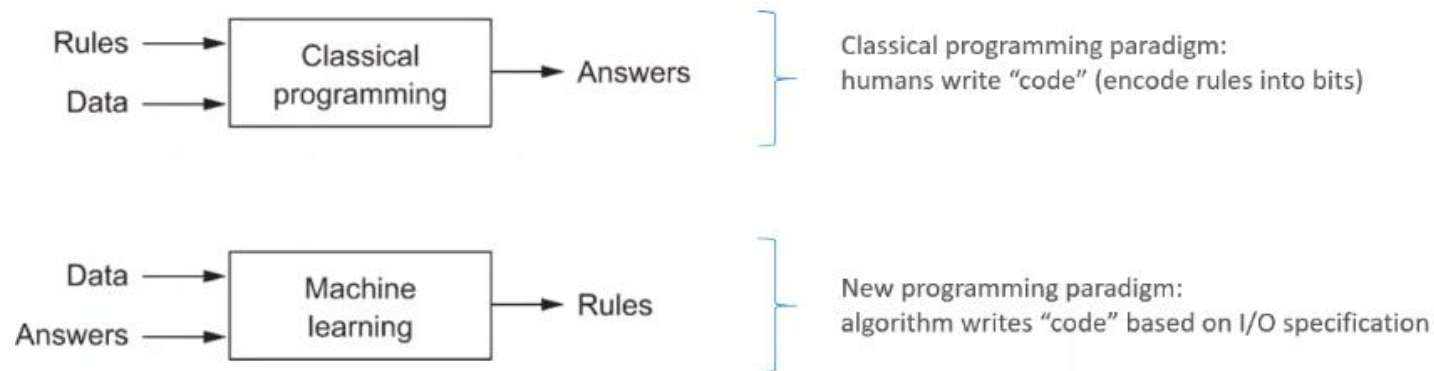 Rules
Data
Classical
programming
Answers
Classical programming paradigm:
humans write “code” (encode rules into bits)
Data
Answers
Machine
learning
Rules
New programming paradigm:
algorithm writes “code” based on I/O specification